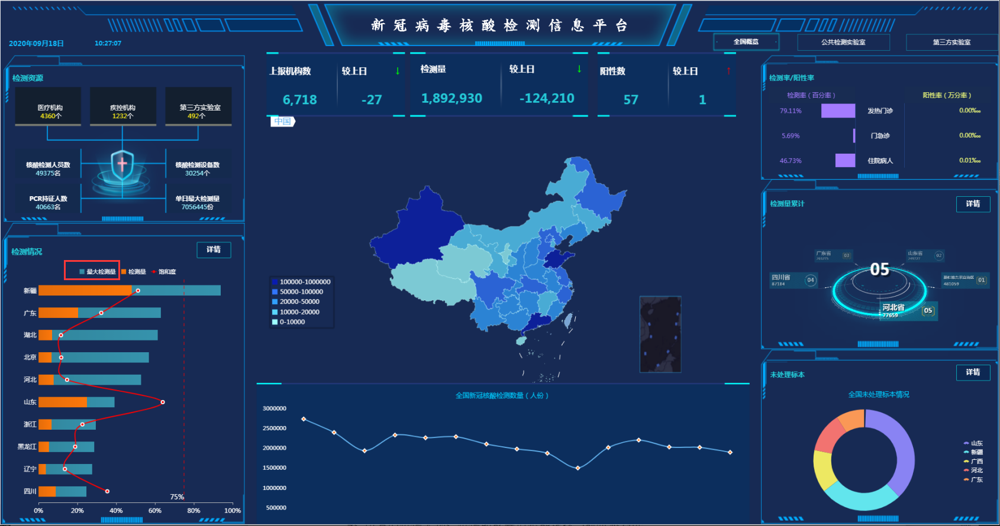 新冠病毒核酸检测信息平台
2020年09月18日
10:27:07
全国概览
公共检测实验室
第三方实验室
检测资源
医疗机构
4360个
疾控机构
1232个
第三方实验室
492个
核酸检测人员数
49375名
核酸检测设备数
30254个
PCR持证人数
40663名
单日最大检测量
7056445份
检测情况
详情
最大检测量
检测量
饱和度
新疆
广东
湖北
北京
河北
山东
浙江
黑龙江
辽宁
四川
75%
0%
20%
40%
60%
80%
100%
上报机构数
较上日
↓
6,718
-27
检测量
较上日
↓
1,892,930
-124,210
阳性数
较上日
↑
57
1
中国
100000-1000000
50000-100000
20000-50000
10000-20000
0-10000
全国新冠核酸检测数量（人份）
3000000
2500000
2000000
1500000
1000000
500000
检测率/阳性率
检测率（百分率）
阳性率（万分率）
79.11%
发热门诊
0.00‱
5.69%
门急诊
0.00‱
46.73%
住院病人
0.01‱
检测量累计
详情
广东省
203275
03
山东省
249727
02
05
四川省
87184
04
新疆维吾尔自治区
481059
01
河北省
77659
05
未处理标本
详情
全国未处理标本情况
山东
新疆
广西
河北
广东